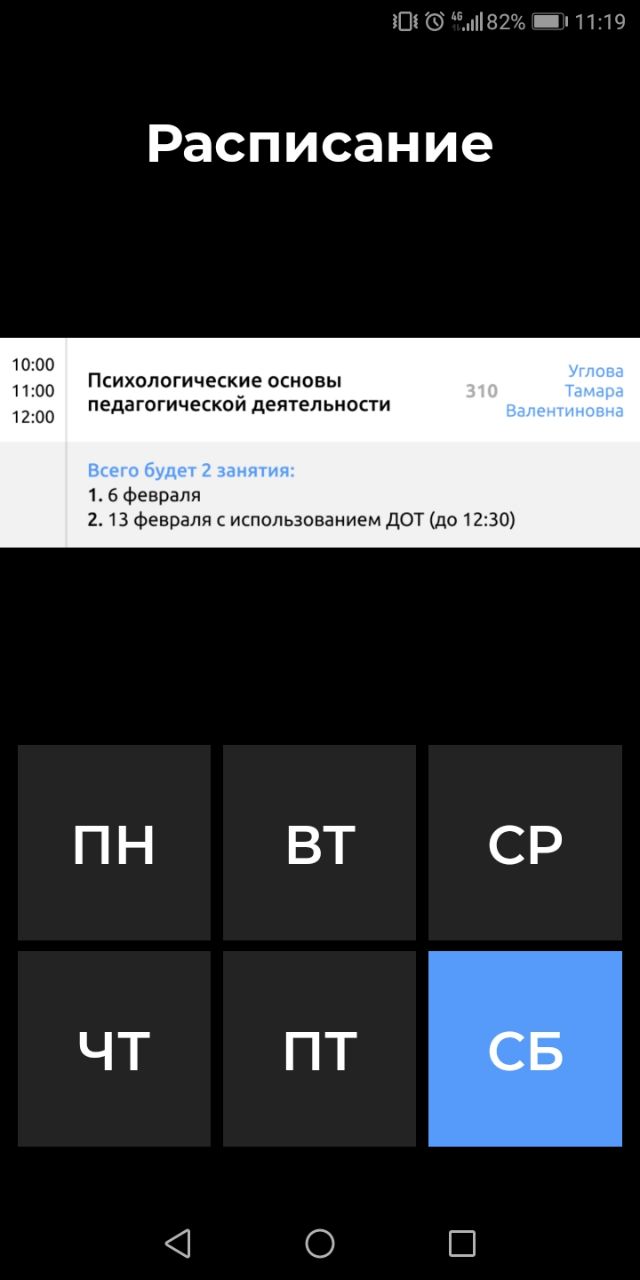 4G 82% 11:19
Расписание
10:00
11:00
12:00
Психологические основы
педагогической деятельности
310
Углова
Тамара
Валентиновна
Всего будет 2 занятия:
1. 6 февраля
2. 13 февраля с использованием ДОТ (до 12:30)
ПН ВТ СР
ЧТ ПТ СБ